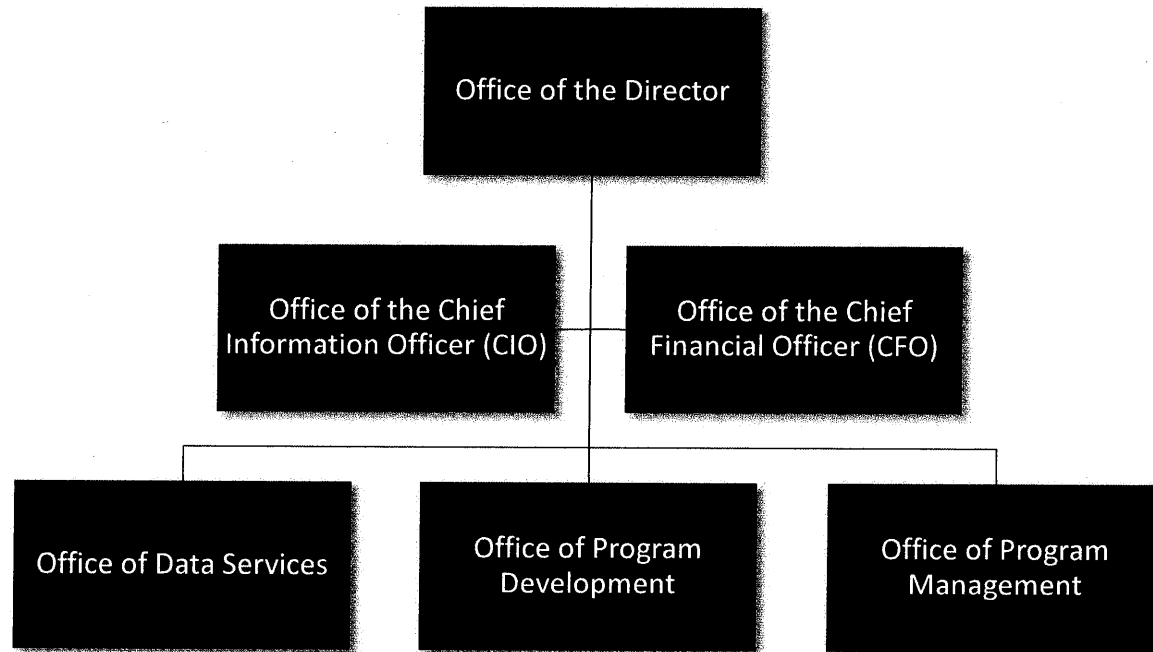 Office of the Director
Office of the Chief
Information Officer (CIO)
Office of the Chief
Financial Officer (CFO)
Office of Data Services
Office of Program
Development
Office of Program
Management